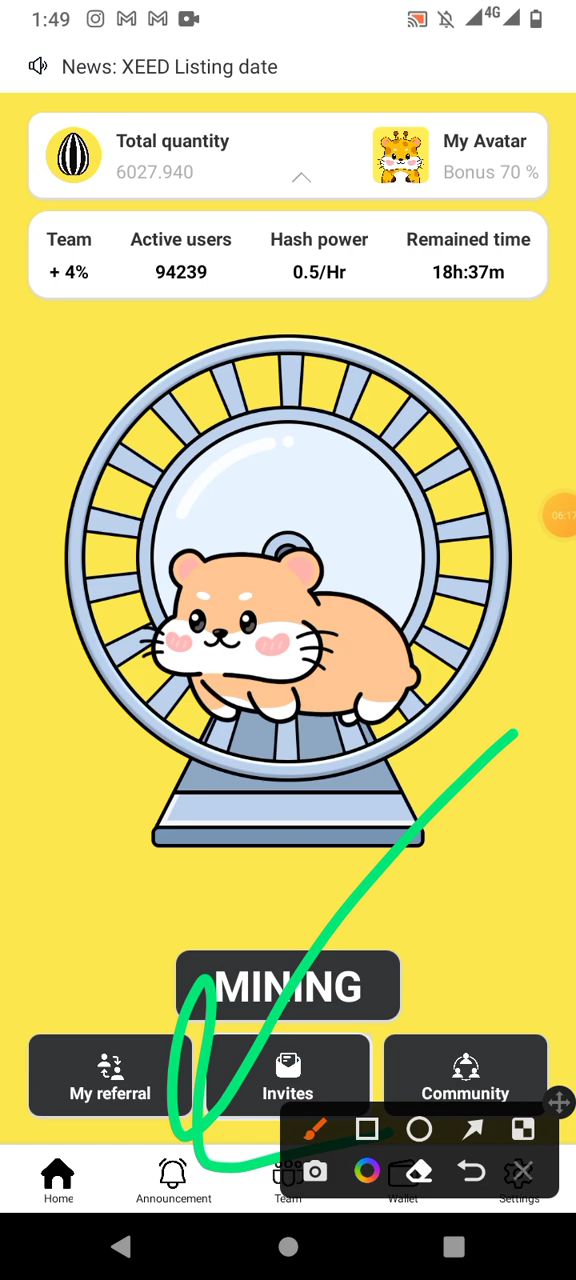 1:49
4G
News: XEED Listing date
Total quantity
6027.940
My Avatar
Bonus 70 %
Team
Active users
Hash power
Remained time
+ 4%
94239
0.5/Hr
18h:37m
06:17
MINING
My referral
Invites
Community
Home
Announcement
Team
Wallet
Settings